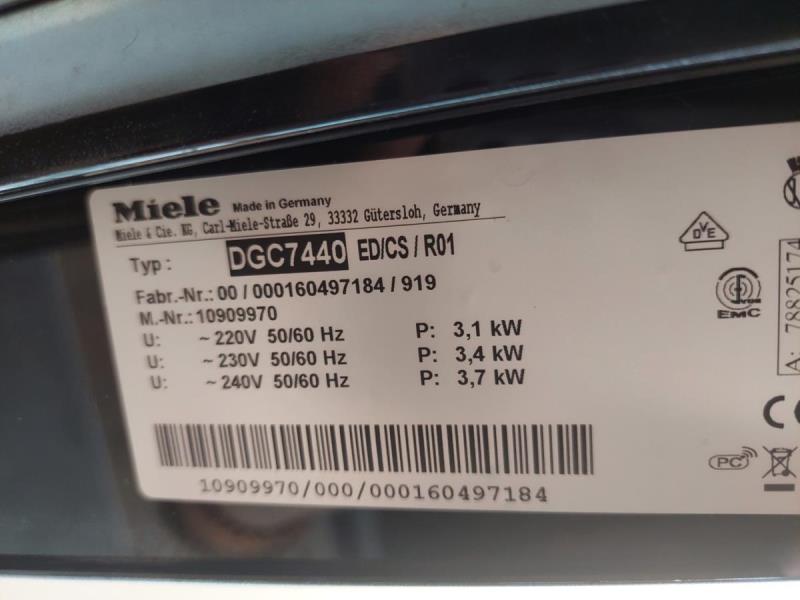 Miele Made in Germany
Miele & Cie. KG, Carl-Miele-Straße 29, 33332 Gütersloh, Germany
Typ: DGC7440 ED/CS / R01
Fabr.-Nr.: 00 / 000160497184 / 919
M.-Nr.: 10909970
U: ~ 220V 50/60 Hz P: 3,1 kW
U: ~ 230V 50/60 Hz P: 3,4 kW
U: ~ 240V 50/60 Hz P: 3,7 kW
10909970/000/000160497184
DVE
EMC
A: 78825174
CE
PC